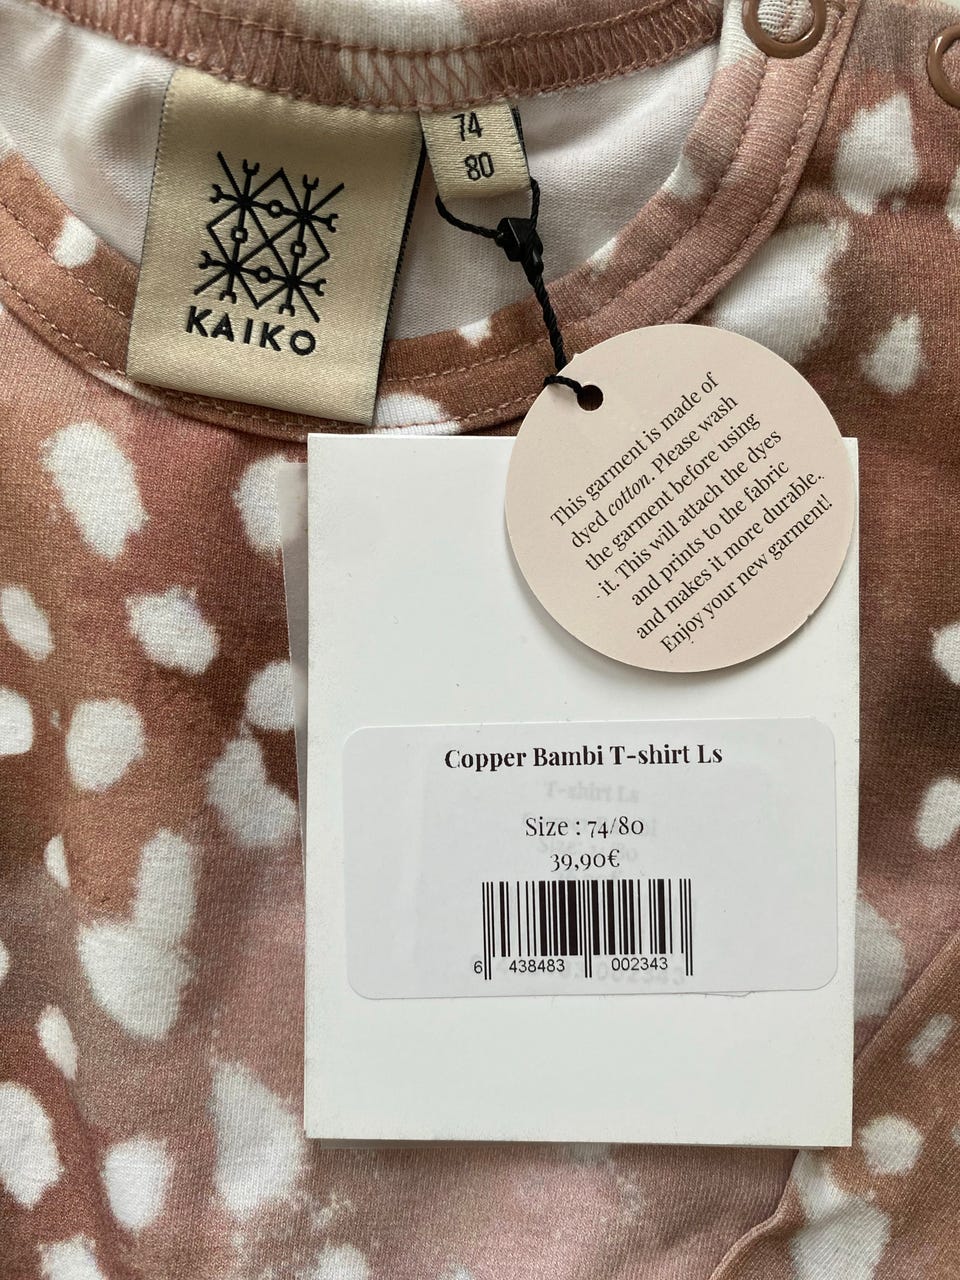 KAIKO
74
80
This garment is made of
dyed cotton. Please wash
the garment before using
it. This will attach the dyes
and prints to the fabric
and makes it more durable.
Enjoy your new garment!
Copper Bambi T-shirt Ls
T-shirt Ls
Size : 74/80
39,90€
6 438483 002343